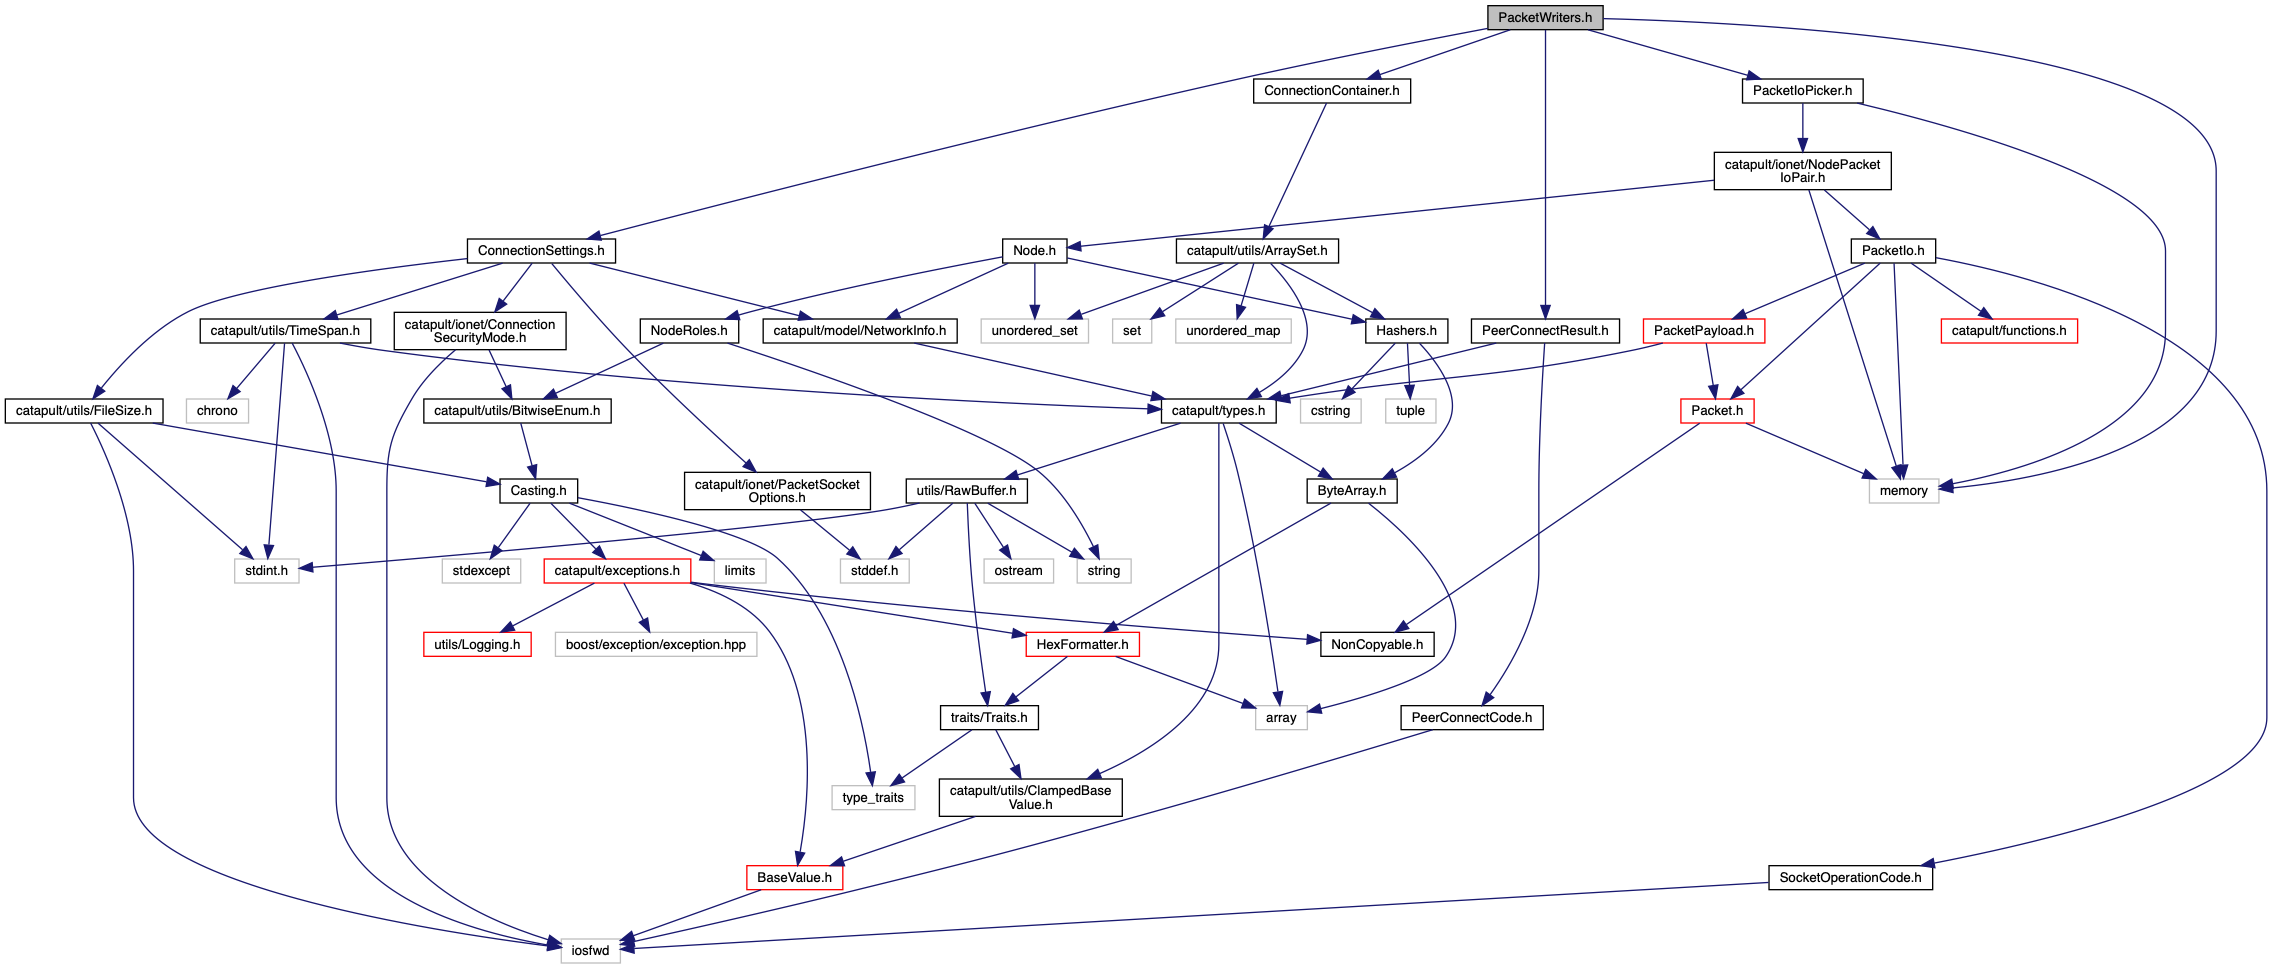 PacketWriters.h
ConnectionContainer.h
PacketIoPicker.h
catapult/ionet/NodePacket
IoPair.h
ConnectionSettings.h
Node.h
catapult/utils/ArraySet.h
PacketIo.h
catapult/utils/TimeSpan.h
catapult/ionet/Connection
SecurityMode.h
NodeRoles.h
catapult/model/NetworkInfo.h
unordered_set
set
unordered_map
Hashers.h
PeerConnectResult.h
PacketPayload.h
catapult/functions.h
catapult/utils/FileSize.h
chrono
catapult/utils/BitwiseEnum.h
catapult/types.h
cstring
tuple
Packet.h
Casting.h
catapult/ionet/PacketSocket
Options.h
utils/RawBuffer.h
ByteArray.h
memory
stdint.h
stdexcept
catapult/exceptions.h
limits
stddef.h
ostream
string
utils/Logging.h
boost/exception/exception.hpp
HexFormatter.h
NonCopyable.h
traits/Traits.h
array
PeerConnectCode.h
type_traits
catapult/utils/ClampedBase
Value.h
BaseValue.h
SocketOperationCode.h
iosfwd